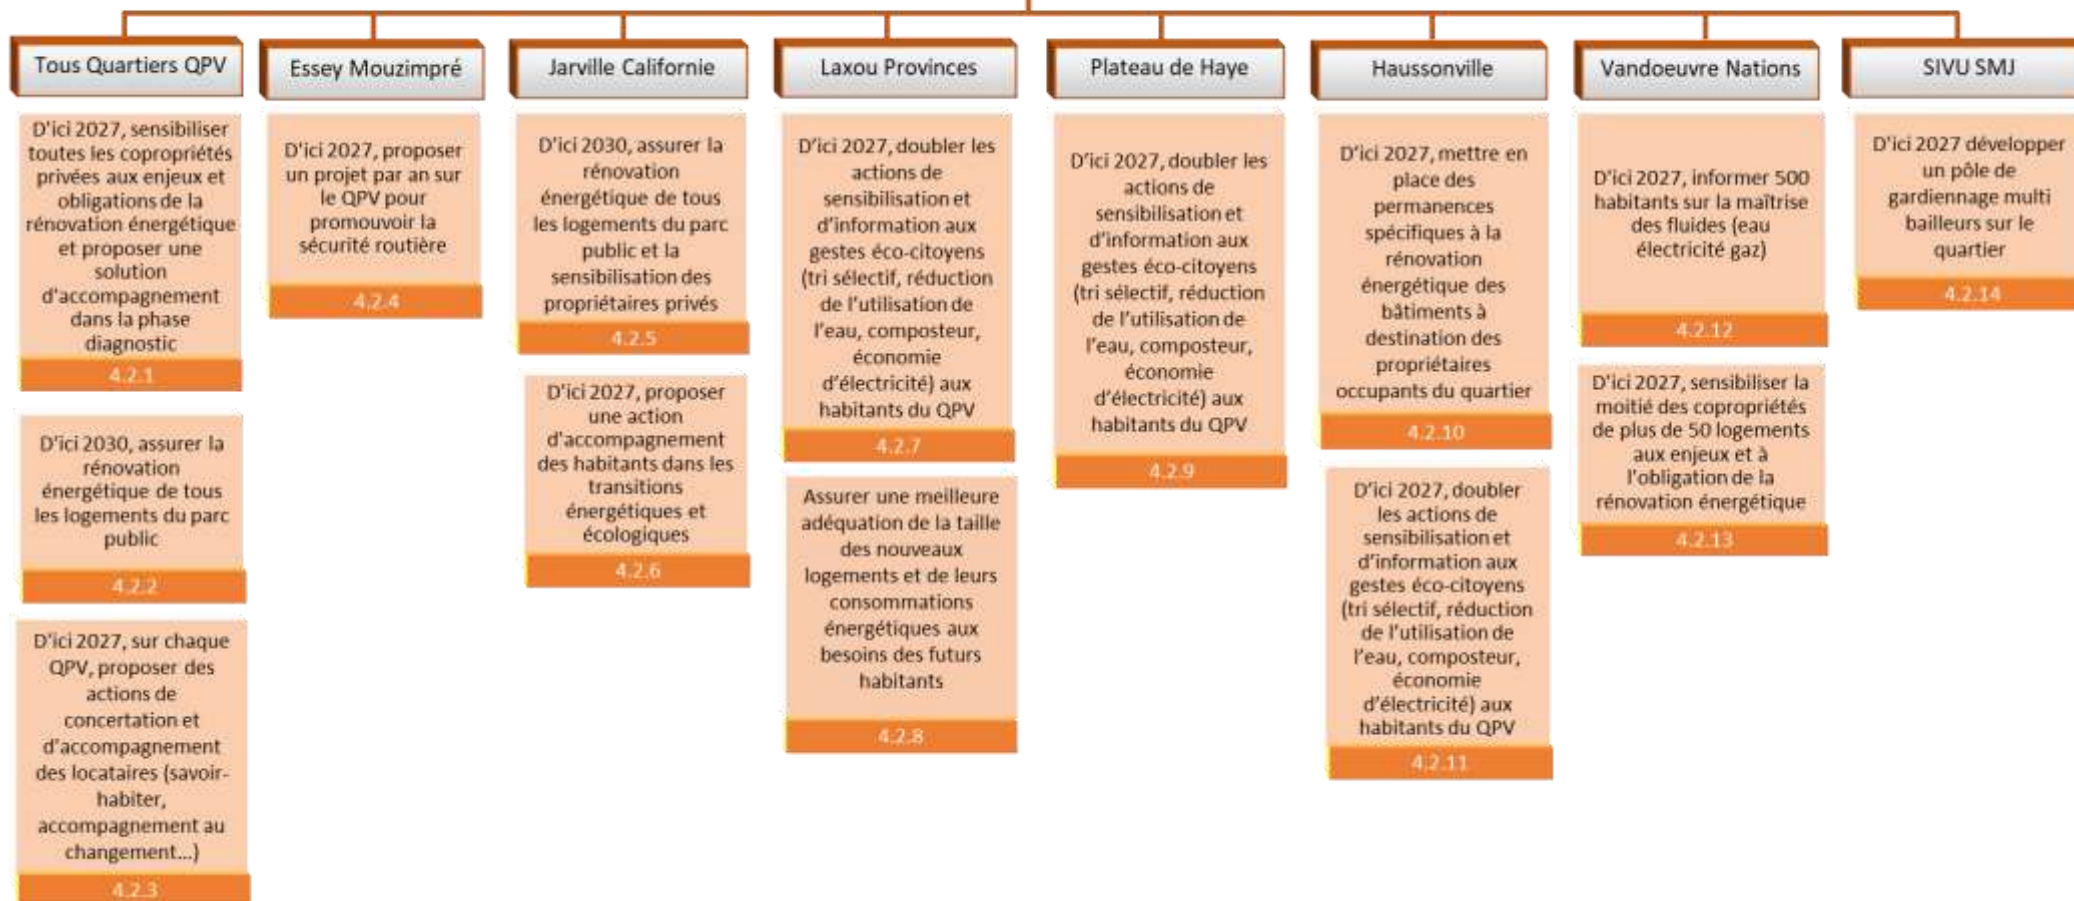 Tous Quartiers QPV
D'ici 2027, sensibiliser
toutes les copropriétés
privées aux enjeux et
obligations de la
rénovation énergétique
et proposer une
solution
d'accompagnement
dans la phase
diagnostic
4.2.1
D'ici 2030, assurer la
rénovation
énergétique de tous
les logements du parc
public
4.2.2
D'ici 2027, sur chaque
QPV, proposer des
actions de
concertation et
d'accompagnement
des locataires (savoir-
habiter,
accompagnement au
changement...)
4.2.3
Essey Mouzimpré
D'ici 2027, proposer
un projet par an sur
le QPV pour
promouvoir la
sécurité routière
4.2.4
Jarville Californie
D'ici 2030, assurer la
rénovation
énergétique de tous
les logements du parc
public et la
sensibilisation des
propriétaires privés
4.2.5
D'ici 2027, proposer
une action
d'accompagnement
des habitants dans les
transitions
énergétiques et
écologiques
4.2.6
Laxou Provinces
D'ici 2027, doubler les
actions de
sensibilisation et
d'information aux
gestes éco-citoyens
(tri sélectif, réduction
de l'utilisation de
l'eau, composteur,
économie
d'électricité) aux
habitants du QPV
4.2.7
Assurer une meilleure
adéquation de la taille
des nouveaux
logements et de leurs
consommations
énergétiques aux
besoins des futurs
habitants
4.2.8
Plateau de Haye
D'ici 2027, doubler les
actions de
sensibilisation et
d'information aux
gestes éco-citoyens
(tri sélectif, réduction
de l'utilisation de
l'eau, composteur,
économie
d'électricité) aux
habitants du QPV
4.2.9
Haussonville
D'ici 2027, mettre en
place des
permanences
spécifiques à la
rénovation
énergétique des
bâtiments à
destination des
propriétaires
occupants du quartier
4.2.10
D'ici 2027, doubler
les actions de
sensibilisation et
d'information aux
gestes éco-citoyens
(tri sélectif, réduction
de l'utilisation de
l'eau, composteur,
économie
d'électricité) aux
habitants du QPV
4.2.11
Vandoeuvre Nations
D'ici 2027, informer 500
habitants sur la maîtrise
des fluides (eau
électricité gaz)
4.2.12
D'ici 2027, sensibiliser la
moitié des copropriétés
de plus de 50 logements
aux enjeux et à
l'obligation de la
rénovation énergétique
4.2.13
SIVU SMJ
D'ici 2027 développer
un pôle de
gardiennage multi
bailleurs sur le
quartier
4.2.14